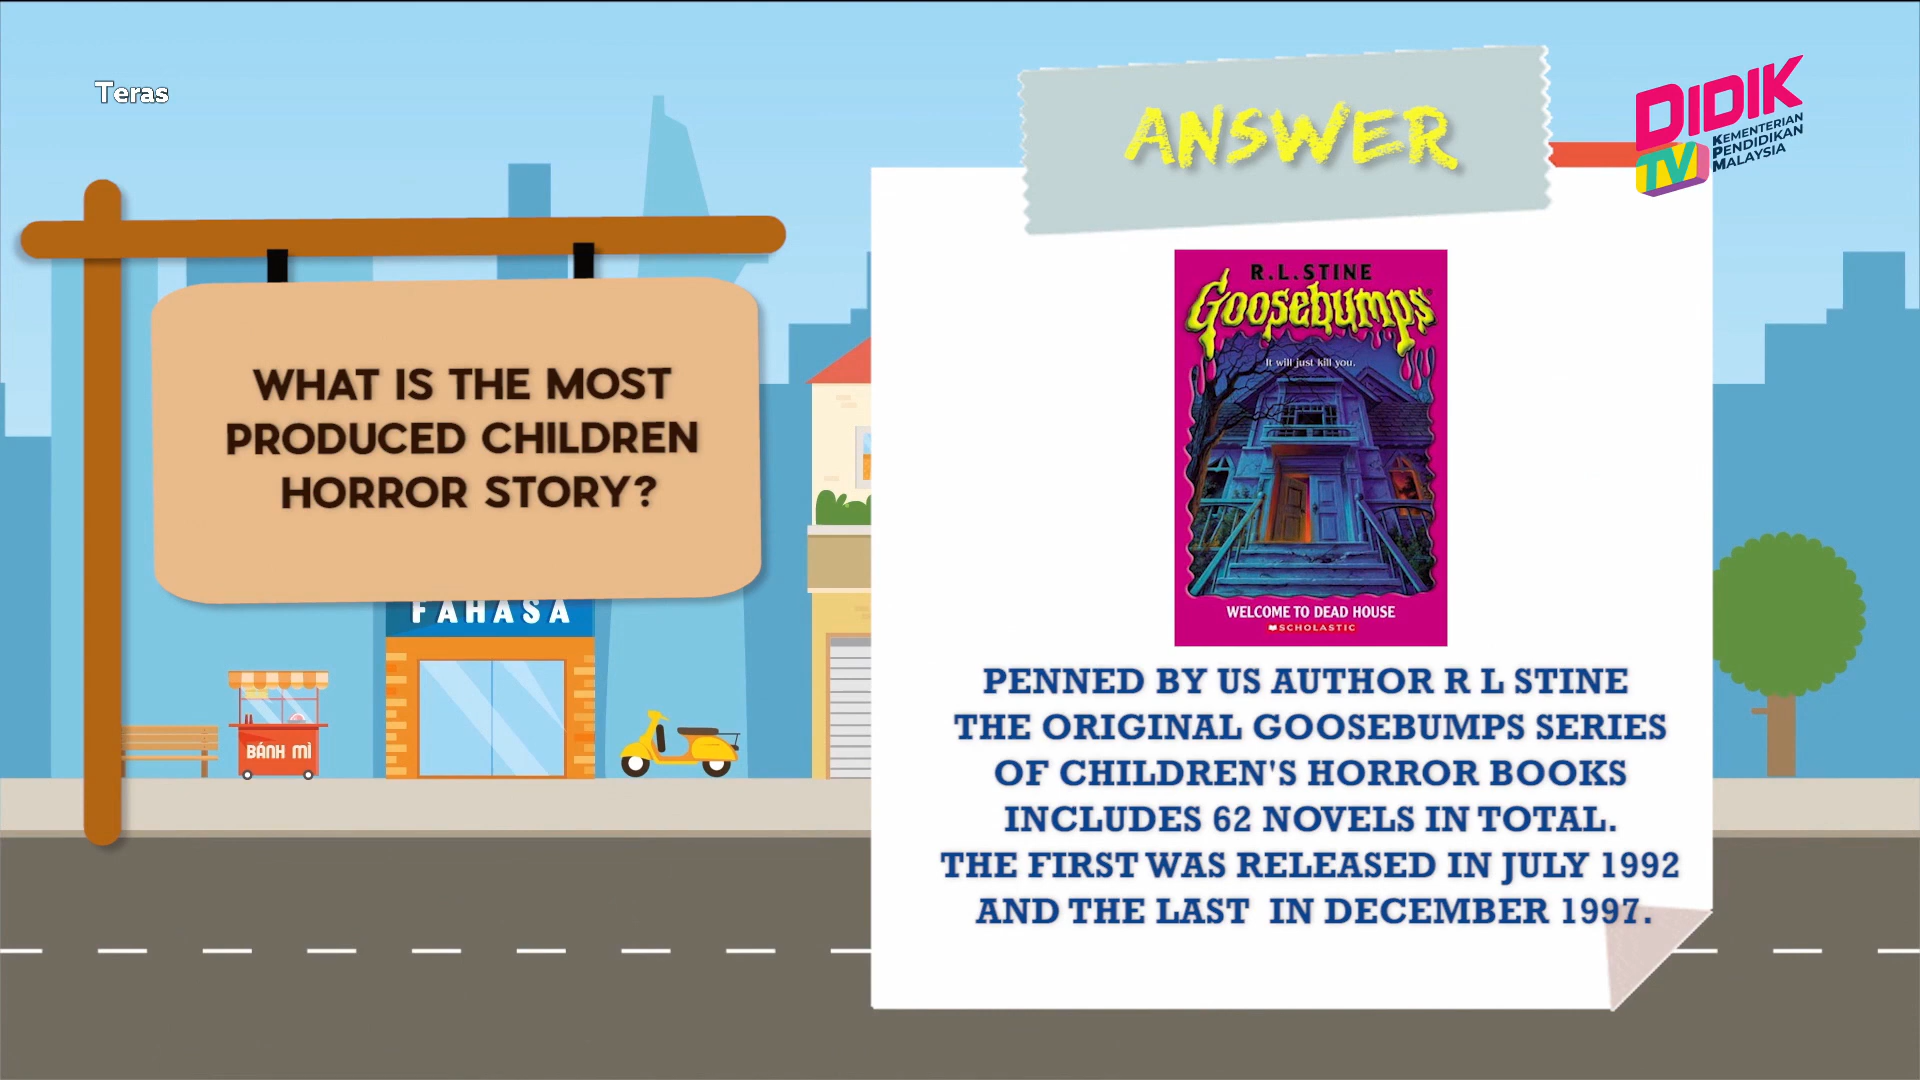 Teras
DIDIK
TV
KEMENTERIAN
PENDIDIKAN
MALAYSIA
WHAT IS THE MOST
PRODUCED CHILDREN
HORROR STORY?
FAHASA
BÁNH MÌ
ANSWER
R.L.STINE
Goosebumps
It will just kill you.
WELCOME TO DEAD HOUSE
SCHOLASTIC
PENNED BY US AUTHOR R L STINE
THE ORIGINAL GOOSEBUMPS SERIES
OF CHILDREN'S HORROR BOOKS
INCLUDES 62 NOVELS IN TOTAL.
THE FIRST WAS RELEASED IN JULY 1992
AND THE LAST IN DECEMBER 1997.